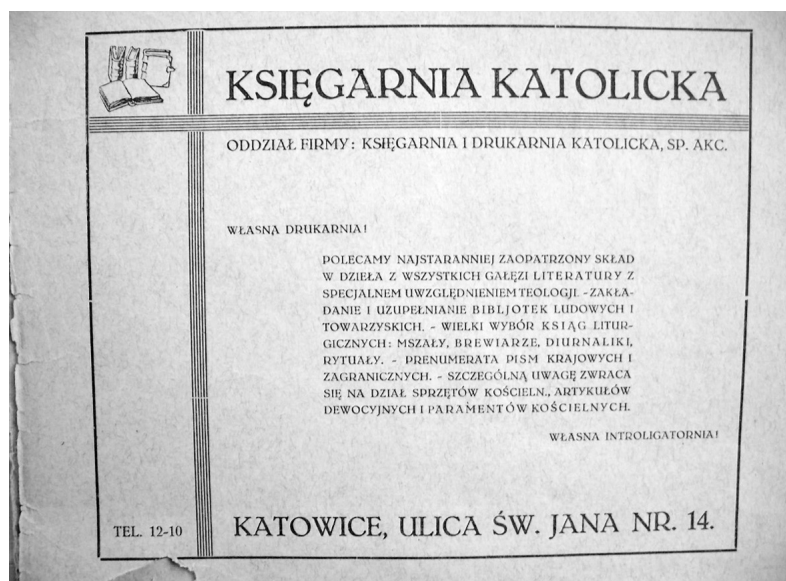 KSIĘGARNIA KATOLICKA
ODDZIAŁ FIRMY: KSIĘGARNIA I DRUKARNIA KATOLICKA, SP. AKC.
WŁASNA DRUKARNIA!
POLECAMY NAJSTARANNIEJ ZAOPATRZONY SKŁAD
W DZIEŁA Z WSZYSTKICH GAŁĘZI LITERATURY Z
SPECJALNEM UWZGLĘDNIENIEM TEOLOGJI. - ZAKŁA-
DANIE I UZUPEŁNIANIE BIBLJOTEK LUDOWYCH I
TOWARZYSKICH. - WIELKI WYBÓR KSIĄG LITUR-
GICZNYCH: MSZAŁY, BREWIARZE, DIURNALIKI,
RYTUAŁY. - PRENUMERATA PISM KRAJOWYCH I
ZAGRANICZNYCH. - SZCZEGÓLNĄ UWAGĘ ZWRACA
SIĘ NA DZIAŁ SPRZĘTÓW KOŚCIELN., ARTYKUŁÓW
DEWOCYJNYCH I PARAMENTÓW KOŚCIELNYCH.
WŁASNA INTROLIGATORNIA!
TEL. 12-10
KATOWICE, ULICA ŚW. JANA NR. 14.